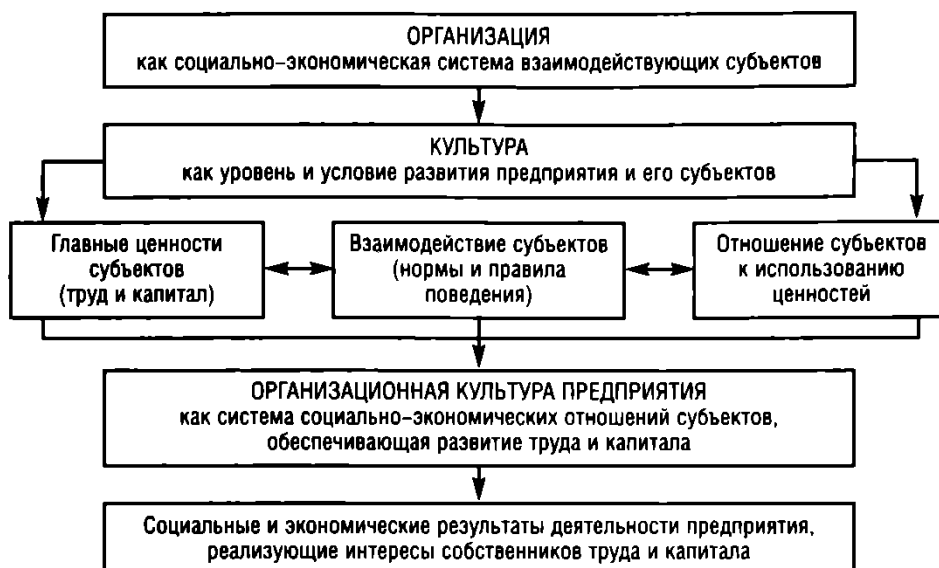 ОРГАНИЗАЦИЯ
как социально-экономическая система взаимодействующих субъектов
КУЛЬТУРА
как уровень и условие развития предприятия и его субъектов
Главные ценности
субъектов
(труд и капитал)
Взаимодействие субъектов
(нормы и правила
поведения)
Отношение субъектов
к использованию
ценностей
ОРГАНИЗАЦИОННАЯ КУЛЬТУРА ПРЕДПРИЯТИЯ
как система социально-экономических отношений субъектов,
обеспечивающая развитие труда и капитала
Социальные и экономические результаты деятельности предприятия,
реализующие интересы собственников труда и капитала